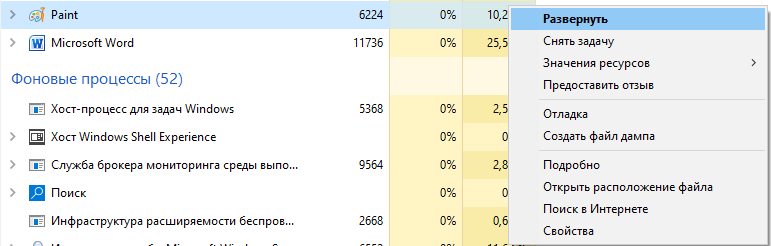 Paint 6224 0% 10,2
Microsoft Word 11736 0% 25,5
Фоновые процессы (52)
Хост-процесс для задач Windows 5368 0% 2,5
Хост Windows Shell Experience 0% 0
Служба брокера мониторинга среды выпо... 9564 0% 2,8
Поиск 0% 0
Инфраструктура расширяемости беспров... 2668 0% 0,6
Развернуть
Снять задачу
Значения ресурсов
Предоставить отзыв
Отладка
Создать файл дампа
Подробно
Открыть расположение файла
Поиск в Интернете
Свойства